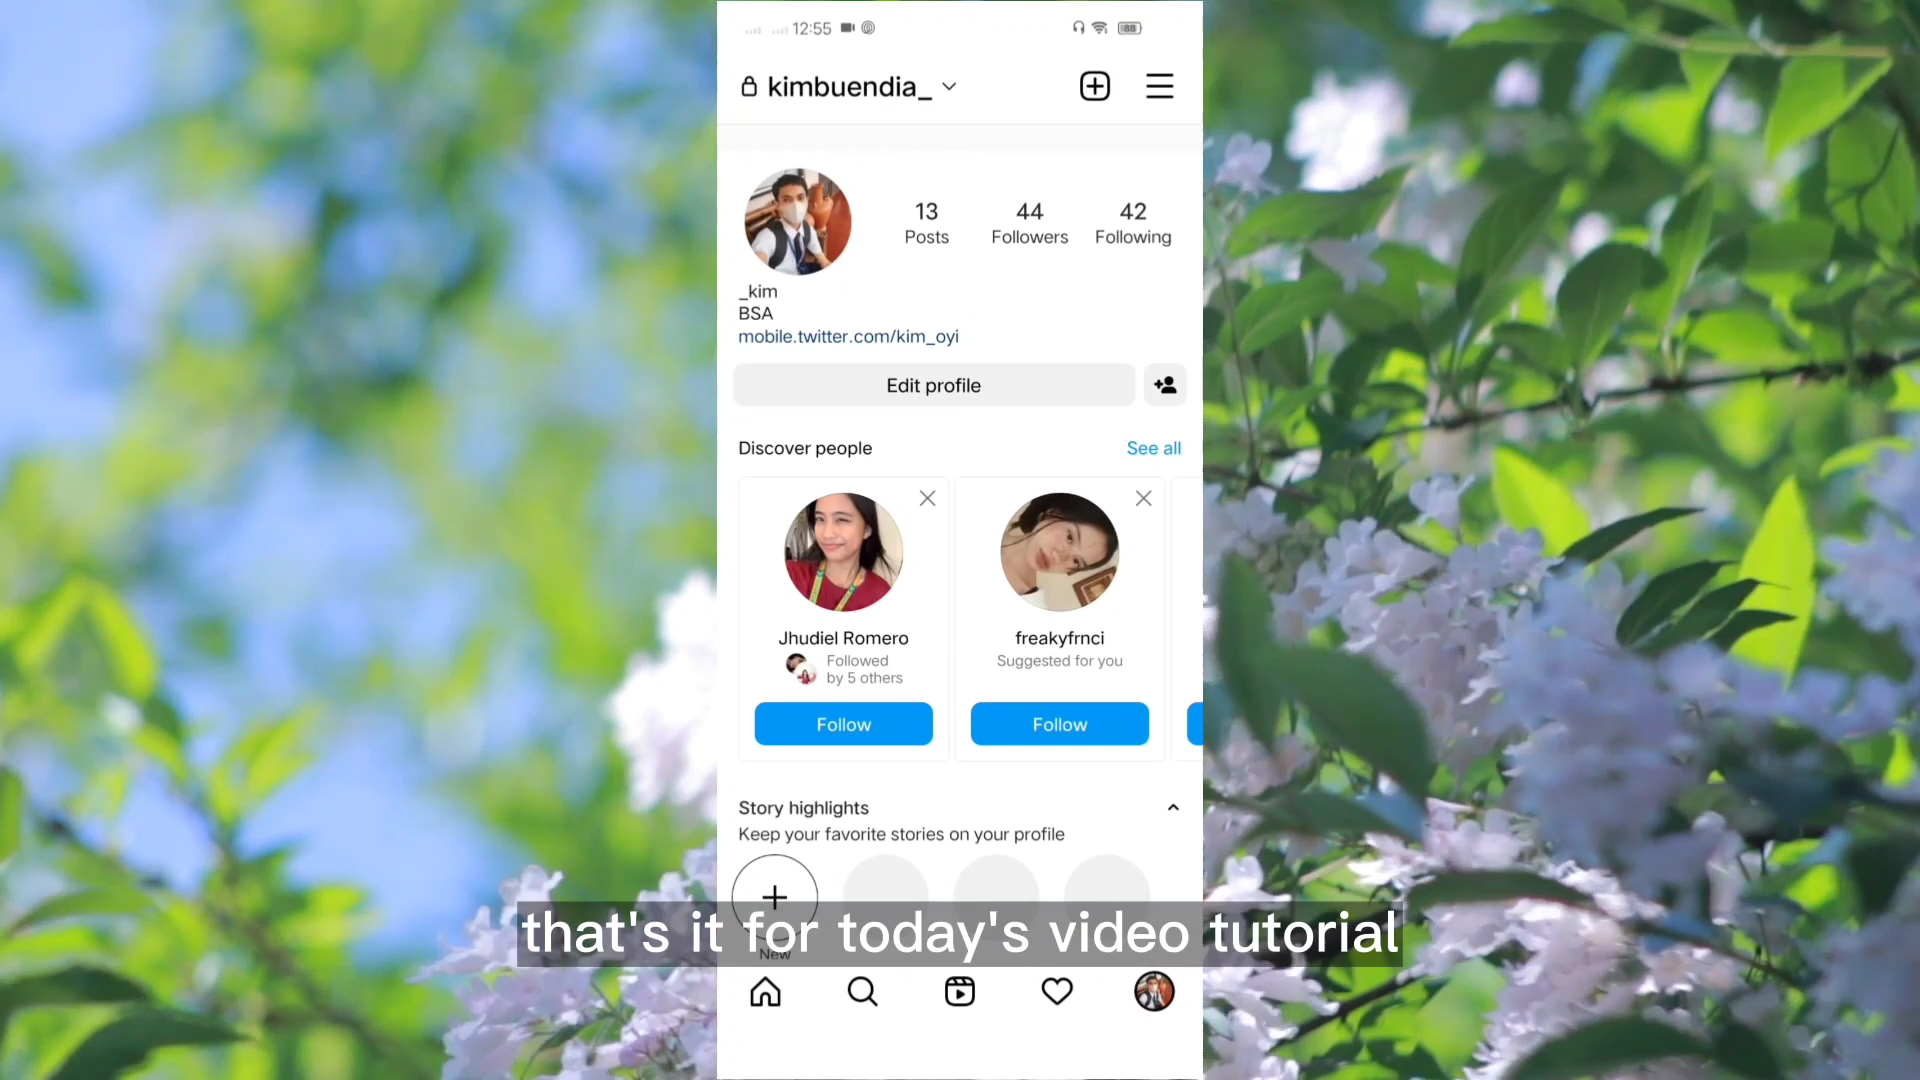 12:55
88
kimbuendia_
13 44 42
Posts Followers Following
_kim
BSA
mobile.twitter.com/kim_oyi
Edit profile
Discover people See all
Jhudiel Romero freakyfrnci
Followed Suggested for you
by 5 others
Follow Follow
Story highlights
Keep your favorite stories on your profile
that's it for today's video tutorial
New